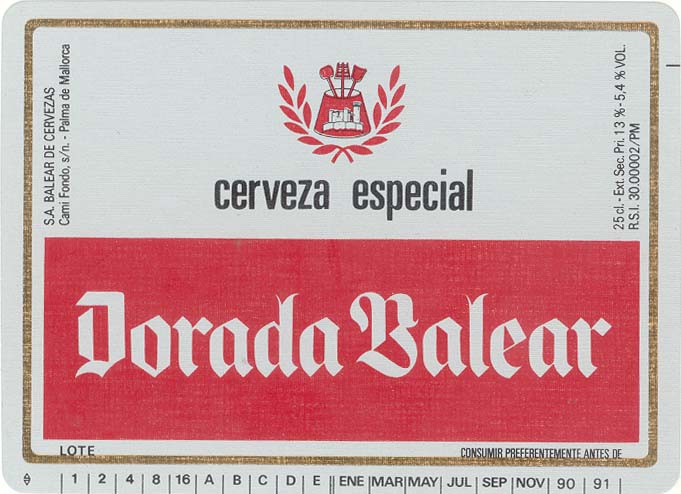 S.A. BALEAR DE CERVEZAS
Cami Fondo, s/n. - Palma de Mallorca
cerveza especial
25 cl.- Ext. Sec. Pri. 13 % - 5,4 % VOL.
R.S.I. 30.00002/PM
Dorada Balear
LOTE
CONSUMIR PREFERENTEMENTE ANTES DE
1 2 4 8 16 A B C D E ENE MAR MAY JUL SEP NOV 90 91